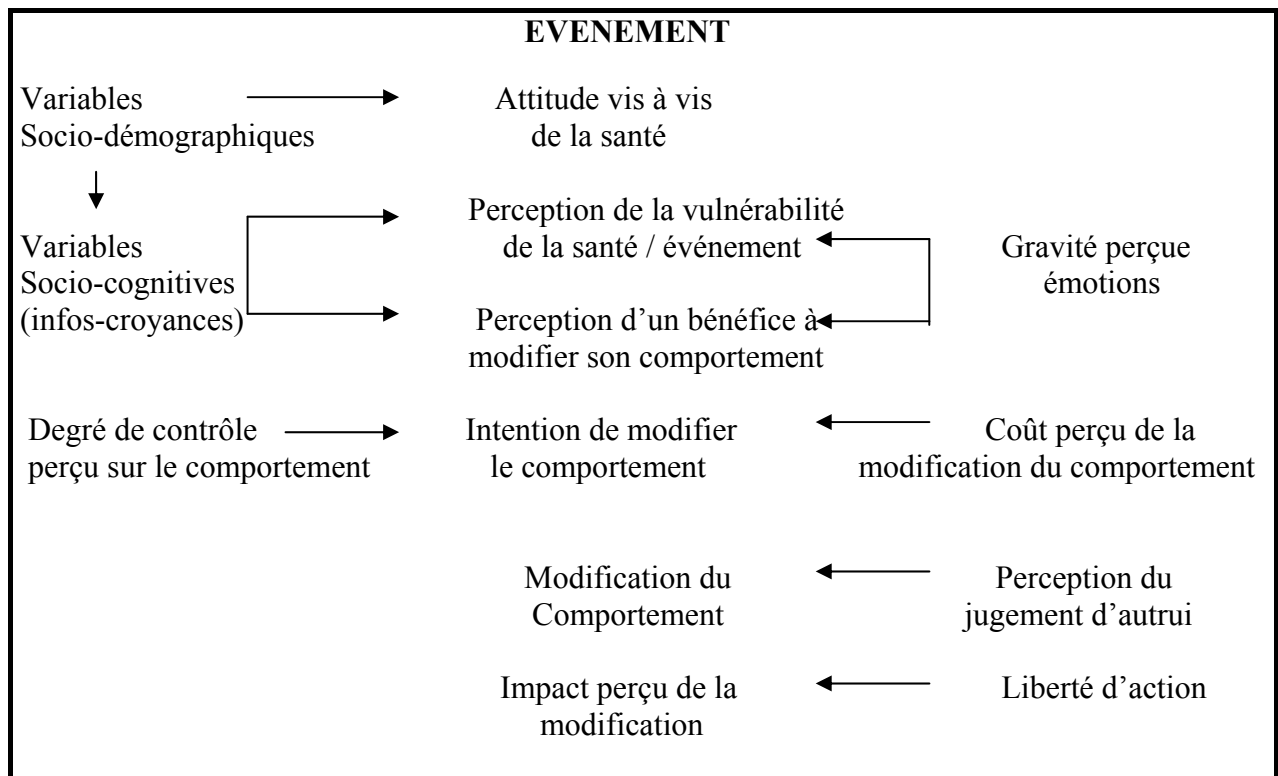 EVENEMENT
Variables
Socio-démographiques
Attitude vis à vis
de la santé
Variables
Socio-cognitives
(infos-croyances)
Perception de la vulnérabilité
de la santé / événement
Gravité perçue
émotions
Perception d’un bénéfice à
modifier son comportement
Degré de contrôle
perçu sur le comportement
Intention de modifier
le comportement
Coût perçu de la
modification du comportement
Modification du
Comportement
Perception du
jugement d’autrui
Impact perçu de la
modification
Liberté d’action